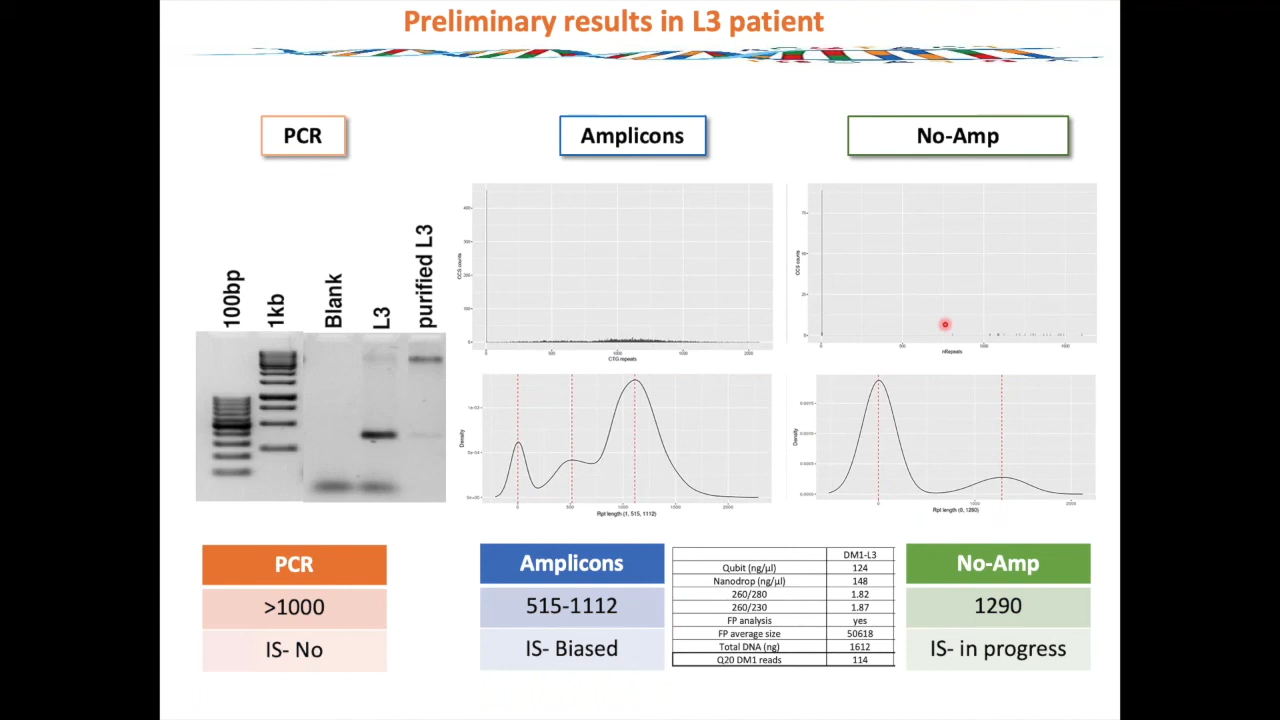 Preliminary results in L3 patient
PCR
Amplicons
No-Amp
100bp
1kb
Blank
L3
purified L3
CCS counts
CTG repeats
CCS counts
nRepeats
Density
Rpt length (1, 515, 1112)
Density
Rpt length (0, 1290)
PCR
>1000
IS- No
Amplicons
515-1112
IS- Biased
DM1-L3
Qubit (ng/µl) 124
Nanodrop (ng/µl) 148
260/280 1.82
260/230 1.87
FP analysis yes
FP average size 50618
Total DNA (ng) 1612
Q20 DM1 reads 114
No-Amp
1290
IS- in progress